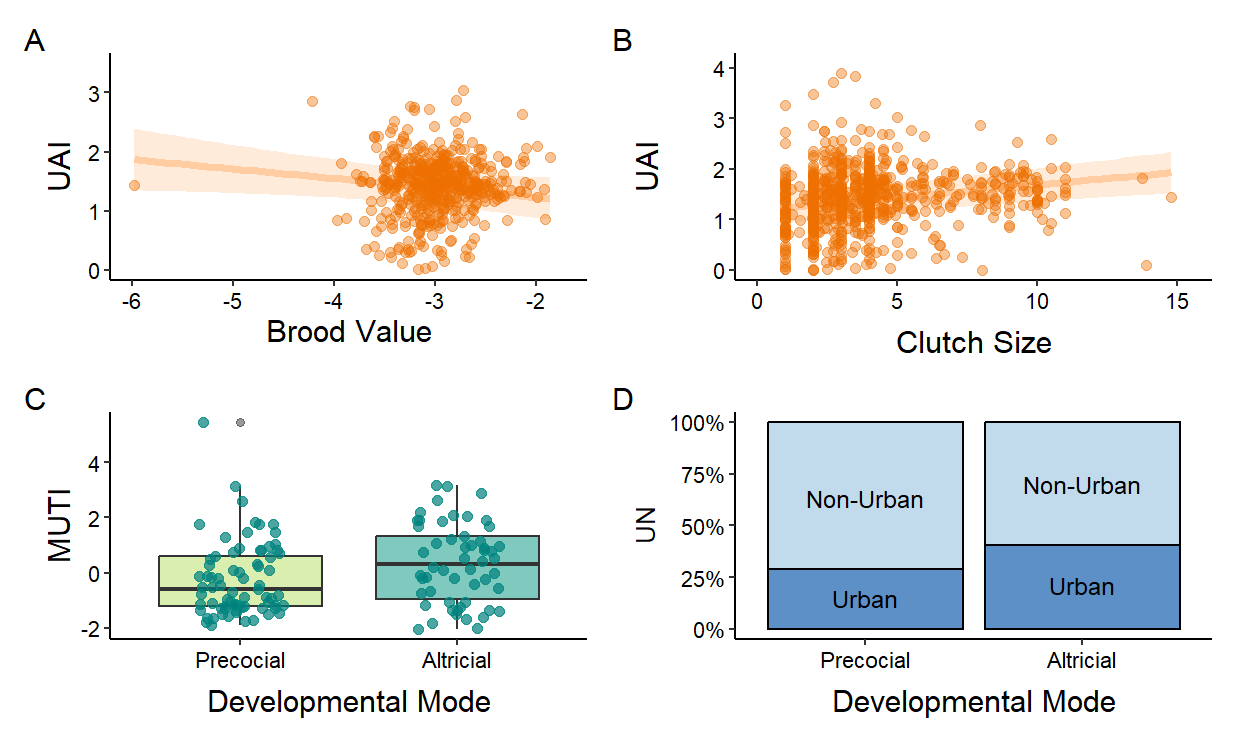 A
UAI
3
2
1
0
-6 -5 -4 -3 -2
Brood Value
B
UAI
4
3
2
1
0
0 5 10 15
Clutch Size
C
MUTI
4
2
0
-2
Precocial Altricial
Developmental Mode
D
UN
100%
75%
50%
25%
0%
Non-Urban Non-Urban
Urban Urban
Precocial Altricial
Developmental Mode